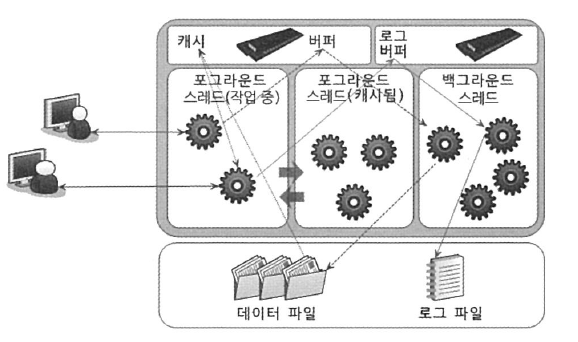 캐시
버퍼
로그
버퍼
포그라운드
스레드(작업 중)
포그라운드
스레드(캐시됨)
백그라운드
스레드
데이터 파일
로그 파일